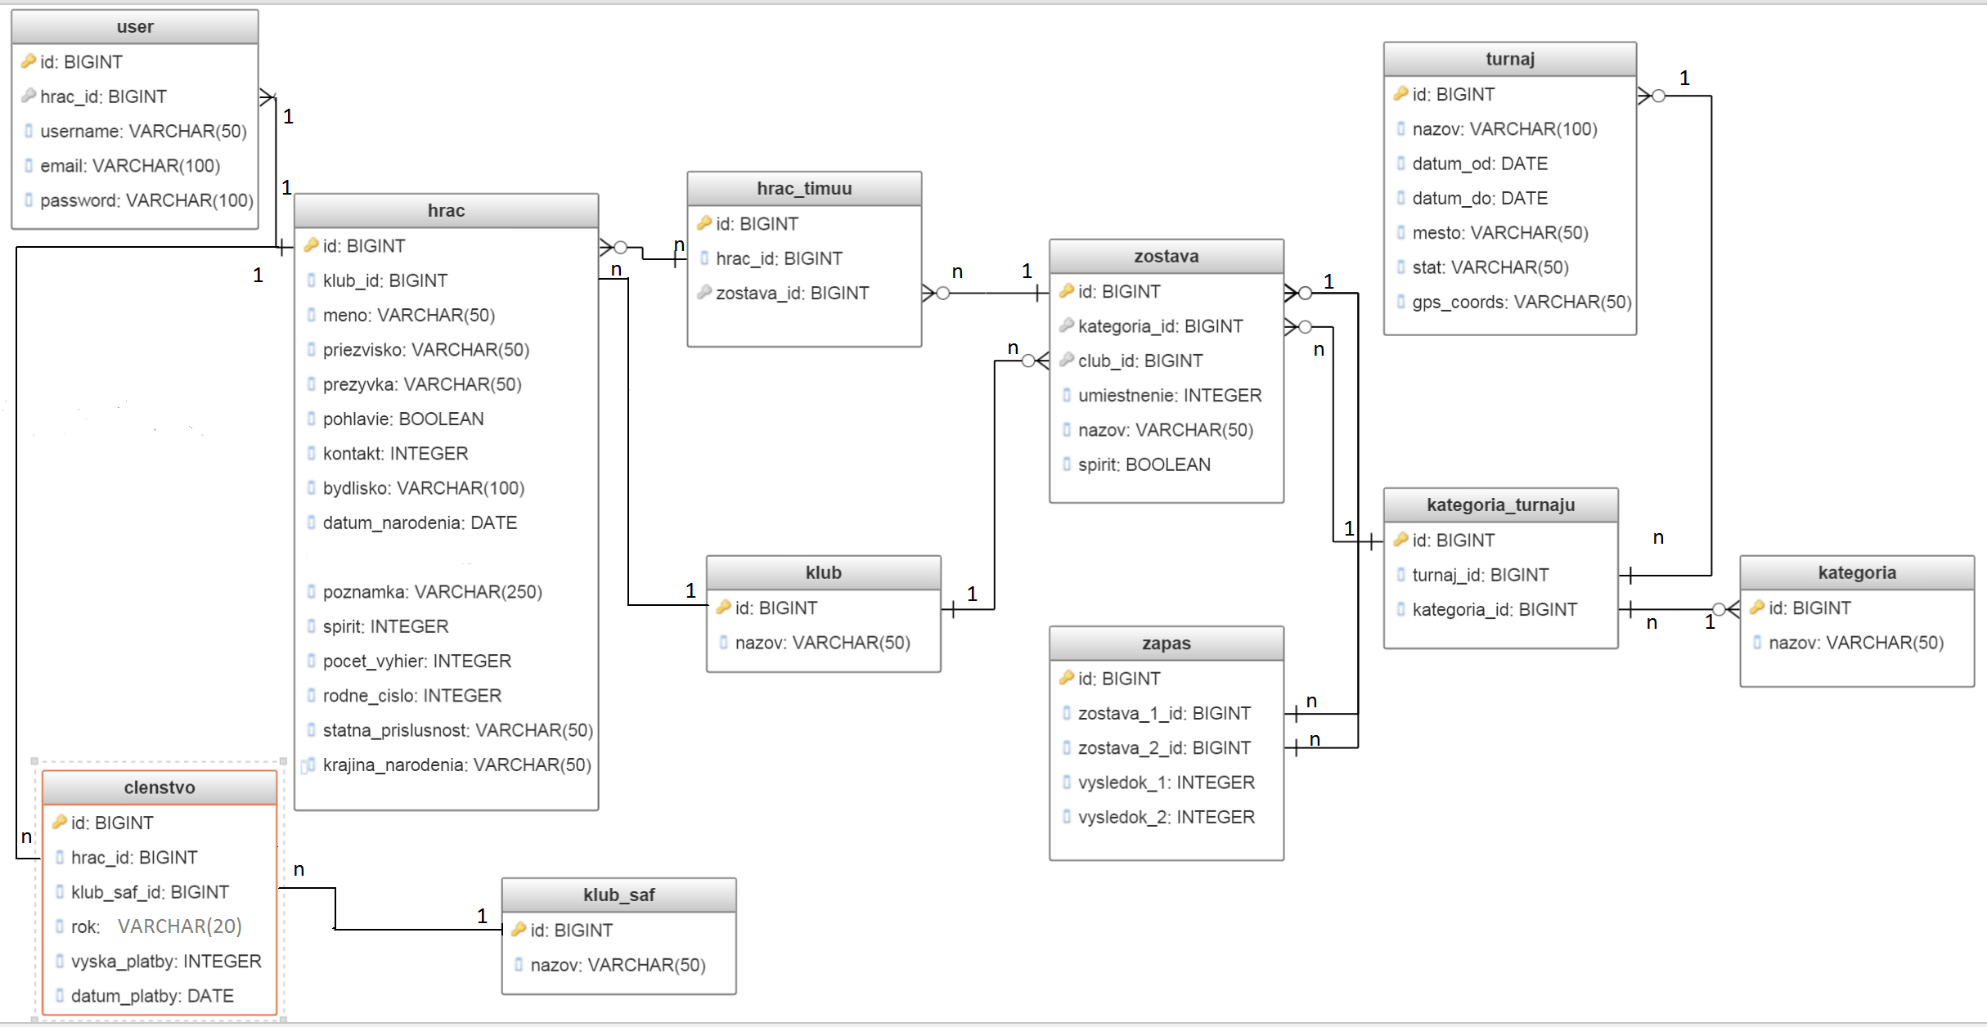 user
id: BIGINT
hrac_id: BIGINT
username: VARCHAR(50)
email: VARCHAR(100)
password: VARCHAR(100)
1
1
1
hrac
id: BIGINT
klub_id: BIGINT
meno: VARCHAR(50)
priezvisko: VARCHAR(50)
prezyvka: VARCHAR(50)
pohlavie: BOOLEAN
kontakt: INTEGER
bydlisko: VARCHAR(100)
datum_narodenia: DATE
poznamka: VARCHAR(250)
spirit: INTEGER
pocet_vyhier: INTEGER
rodne_cislo: INTEGER
statna_prislusnost: VARCHAR(50)
krajina_narodenia: VARCHAR(50)
n
n
hrac_timuu
id: BIGINT
hrac_id: BIGINT
zostava_id: BIGINT
n
1
n
zostava
id: BIGINT
kategoria_id: BIGINT
club_id: BIGINT
umiestnenie: INTEGER
nazov: VARCHAR(50)
spirit: BOOLEAN
1
n
1
turnaj
id: BIGINT
nazov: VARCHAR(100)
datum_od: DATE
datum_do: DATE
mesto: VARCHAR(50)
stat: VARCHAR(50)
gps_coords: VARCHAR(50)
1
kategoria_turnaju
id: BIGINT
turnaj_id: BIGINT
kategoria_id: BIGINT
n
n
1
kategoria
id: BIGINT
nazov: VARCHAR(50)
1
klub
id: BIGINT
nazov: VARCHAR(50)
1
zapas
id: BIGINT
zostava_1_id: BIGINT
zostava_2_id: BIGINT
vysledok_1: INTEGER
vysledok_2: INTEGER
n
n
n
clenstvo
id: BIGINT
hrac_id: BIGINT
klub_saf_id: BIGINT
rok: VARCHAR(20)
vyska_platby: INTEGER
datum_platby: DATE
n
1
klub_saf
id: BIGINT
nazov: VARCHAR(50)